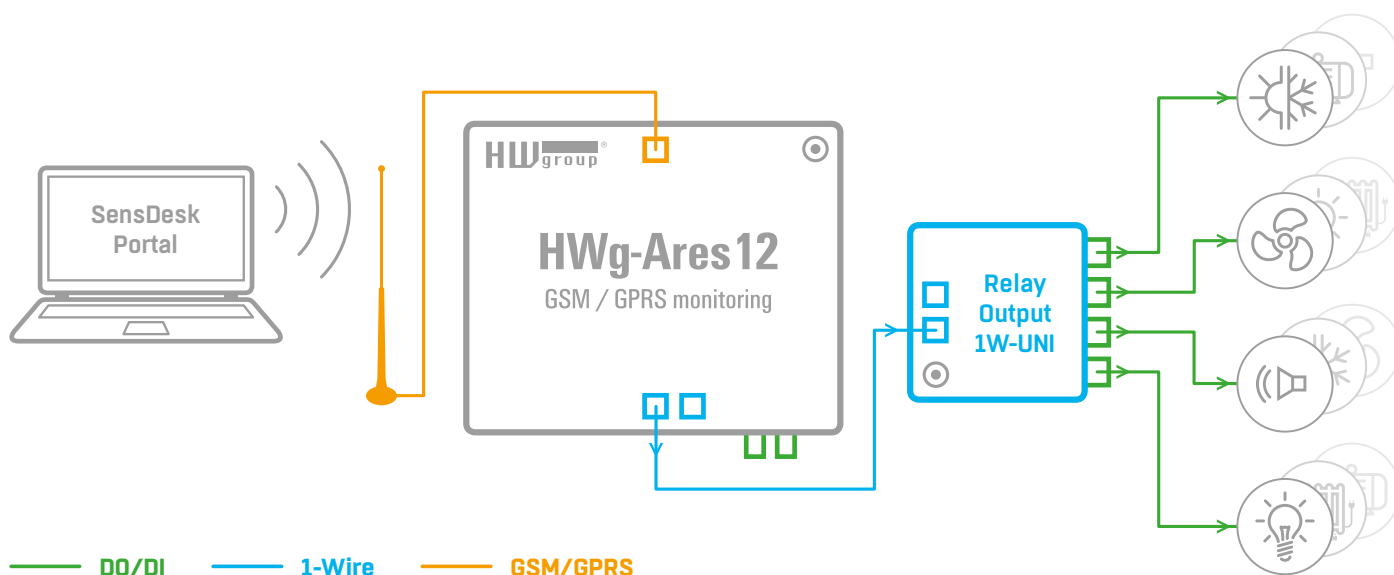 SensDesk
Portal
HW group®
HWg-Ares12
GSM / GPRS monitoring
Relay
Output
1W-UNI
DO/DI
1-Wire
GSM/GPRS